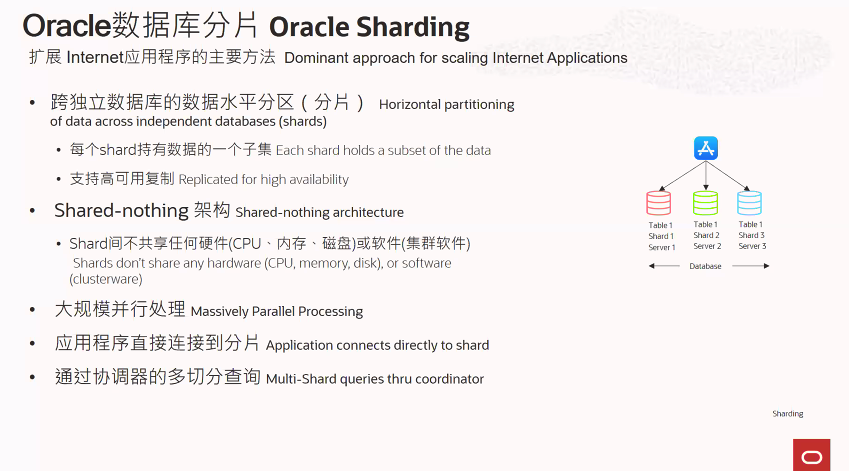 Oracle数据库分片 Oracle Sharding
扩展 Internet应用程序的主要方法 Dominant approach for scaling Internet Applications
• 跨独立数据库的数据水平分区（分片） Horizontal partitioning
of data across independent databases (shards)
• 每个shard持有数据的一个子集 Each shard holds a subset of the data
• 支持高可用复制 Replicated for high availability
• Shared-nothing 架构 Shared-nothing architecture
• Shard间不共享任何硬件(CPU、内存、磁盘)或软件(集群软件)
Shards don't share any hardware (CPU, memory, disk), or software
(clusterware)
• 大规模并行处理 Massively Parallel Processing
• 应用程序直接连接到分片 Application connects directly to shard
• 通过协调器的多切分查询 Multi-Shard queries thru coordinator
Table 1 Table 1 Table 1
Shard 1 Shard 2 Shard 3
Server 1 Server 2 Server 3
Database
Sharding